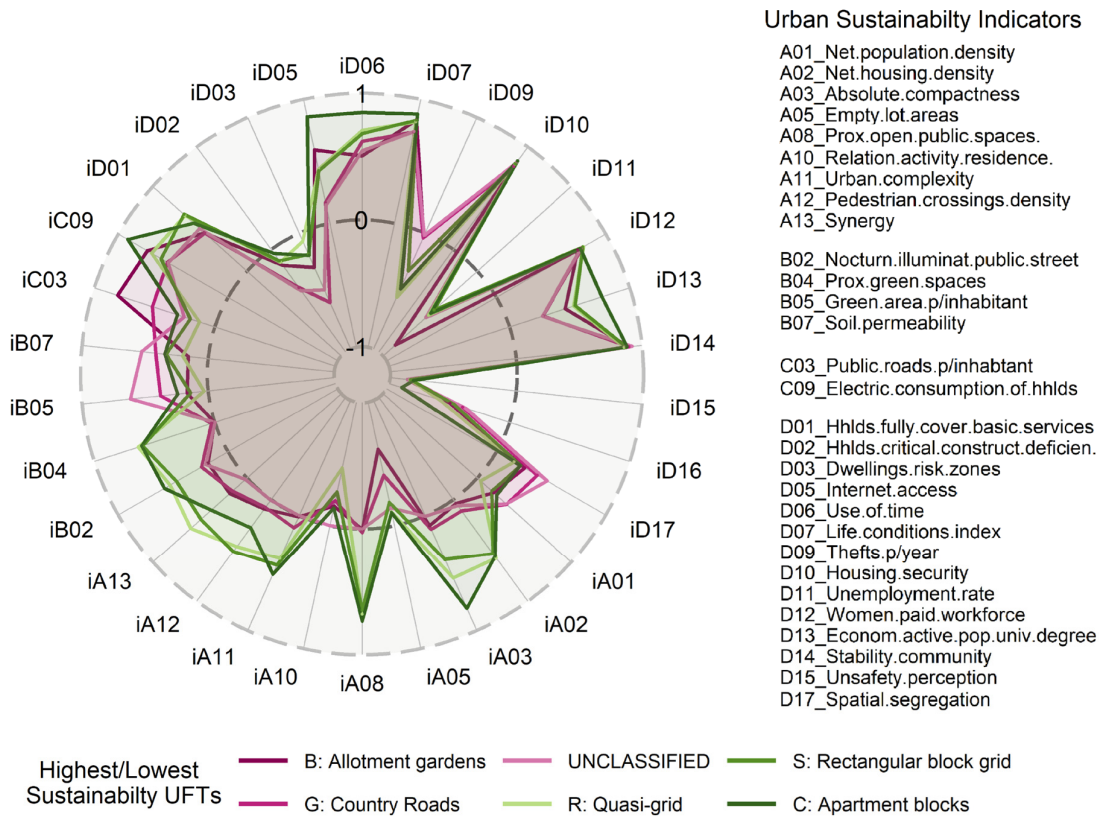 Urban Sustainabilty Indicators
A01_Net.population.density
A02_Net.housing.density
A03_Absolute.compactness
A05_Empty.lot.areas
A08_Prox.open.public.spaces.
A10_Relation.activity.residence.
A11_Urban.complexity
A12_Pedestrian.crossings.density
A13_Synergy
B02_Nocturn.illuminat.public.street
B04_Prox.green.spaces
B05_Green.area.p/inhabitant
B07_Soil.permeability
C03_Public.roads.p/inhabtant
C09_Electric.consumption.of.hhlds
D01_Hhlds.fully.cover.basic.services
D02_Hhlds.critical.construct.deficien.
D03_Dwellings.risk.zones
D05_Internet.access
D06_Use.of.time
D07_Life.conditions.index
D09_Thefts.p/year
D10_Housing.security
D11_Unemployment.rate
D12_Women.paid.workforce
D13_Econom.active.pop.univ.degree
D14_Stability.community
D15_Unsafety.perception
D17_Spatial.segregation
iD06
iD07
iD09
iD10
iD11
iD12
iD13
iD14
iD15
iD16
iD17
iA01
iA02
iA03
iA05
iA08
iA10
iA11
iA12
iA13
iB02
iB04
iB05
iB07
iC03
iC09
iD01
iD02
iD03
iD05
1
0
-1
Highest/Lowest
Sustainabilty UFTs
B: Allotment gardens
UNCLASSIFIED
S: Rectangular block grid
G: Country Roads
R: Quasi-grid
C: Apartment blocks